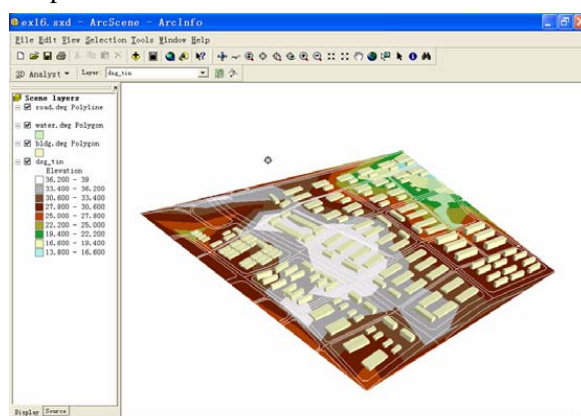 ex16.sxd - ArcScene - ArcInfo
File Edit View Selection Tools Window Help
3D Analyst Layer: dng_tin
Scene layers
road.dwg Polyline
water.dwg Polygon
bldg.dwg Polygon
dng_tin
Elevation
36.200 - 39
33.400 - 36.200
30.600 - 33.400
27.800 - 30.600
25.000 - 27.800
22.200 - 25.000
19.400 - 22.200
16.600 - 19.400
13.800 - 16.600
Display Source